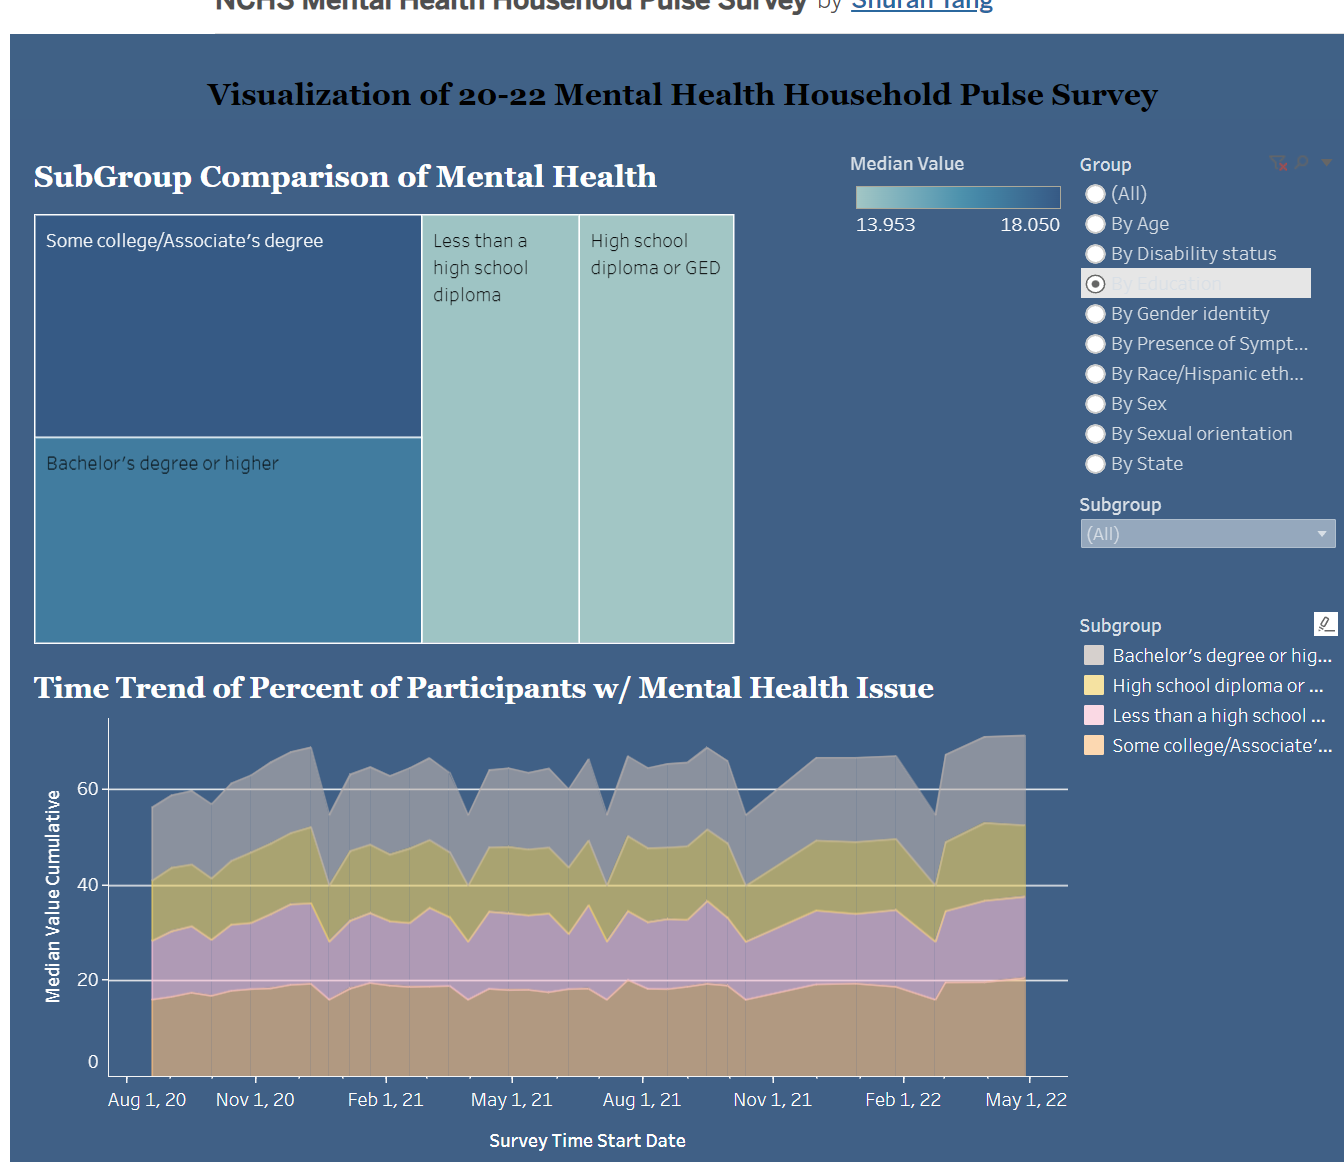 NCHS Mental Health Household Pulse Survey by Shuran Yang
Visualization of 20-22 Mental Health Household Pulse Survey
SubGroup Comparison of Mental Health
Some college/Associate's degree
Less than a
high school
diploma
High school
diploma or GED
Bachelor's degree or higher
Median Value
13.953 18.050
Group
(All)
By Age
By Disability status
By Education
By Gender identity
By Presence of Sympt...
By Race/Hispanic eth...
By Sex
By Sexual orientation
By State
Subgroup
(All)
Subgroup
Bachelor's degree or hig...
High school diploma or ...
Less than a high school ...
Some college/Associate'...
Time Trend of Percent of Participants w/ Mental Health Issue
Median Value Cumulative
60
40
20
0
Aug 1, 20 Nov 1, 20 Feb 1, 21 May 1, 21 Aug 1, 21 Nov 1, 21 Feb 1, 22 May 1, 22
Survey Time Start Date